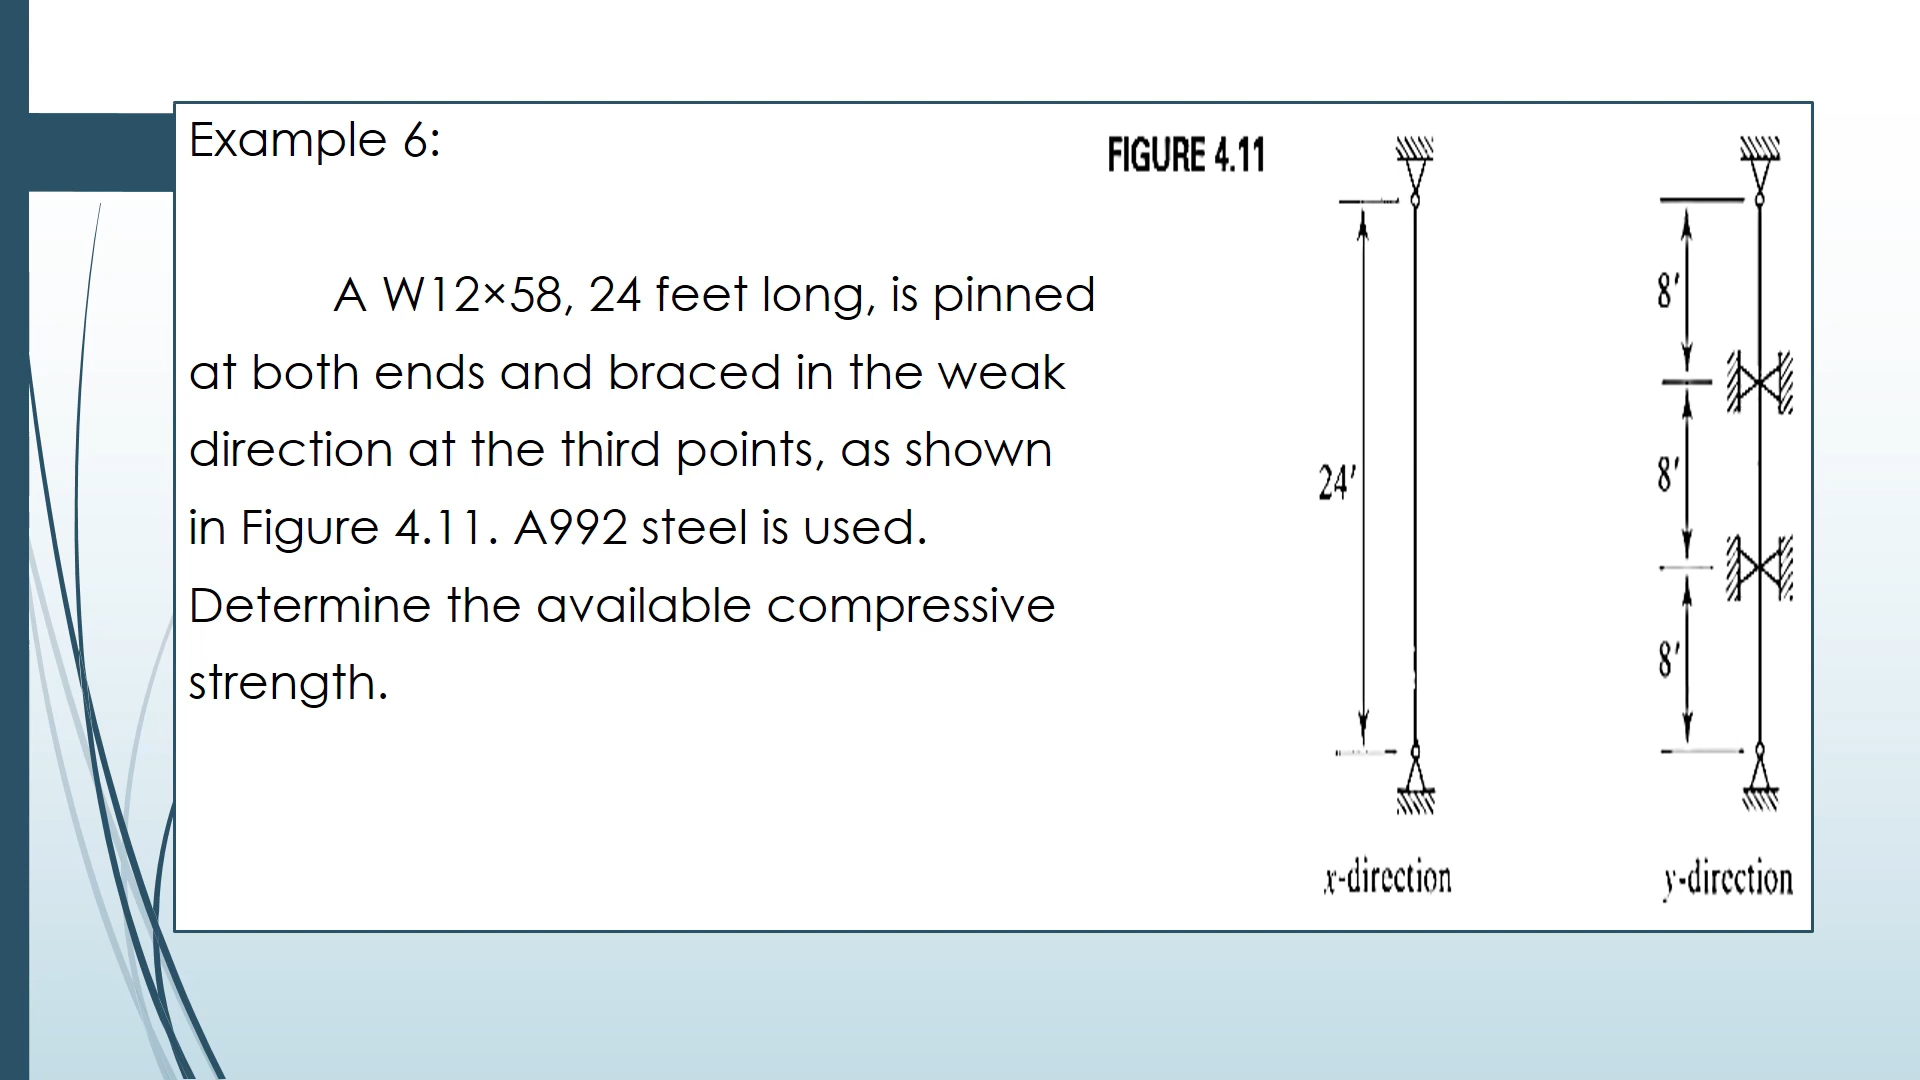 Example 6:
A W12×58, 24 feet long, is pinned
at both ends and braced in the weak
direction at the third points, as shown
in Figure 4.11. A992 steel is used.
Determine the available compressive
strength.
FIGURE 4.11
24′
x-direction
8′
8′
8′
y-direction